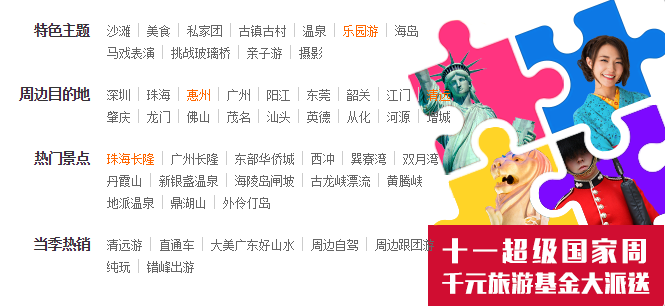 特色主题 沙滩 美食 私家团 古镇古村 温泉 乐园游 海岛
马戏表演 挑战玻璃桥 亲子游 摄影
周边目的地 深圳 珠海 惠州 广州 阳江 东莞 韶关 江门 清远
肇庆 龙门 佛山 茂名 汕头 英德 从化 河源 增城
热门景点 珠海长隆 广州长隆 东部华侨城 西冲 巽寮湾 双月湾
丹霞山 新银盏温泉 海陵岛闸坡 古龙峡漂流 黄腾峡
地派温泉 鼎湖山 外伶仃岛
当季热销 清远游 直通车 大美广东好山水 周边自驾 周边跟团游
纯玩 错峰出游
十一超级国家周
千元旅游基金大派送